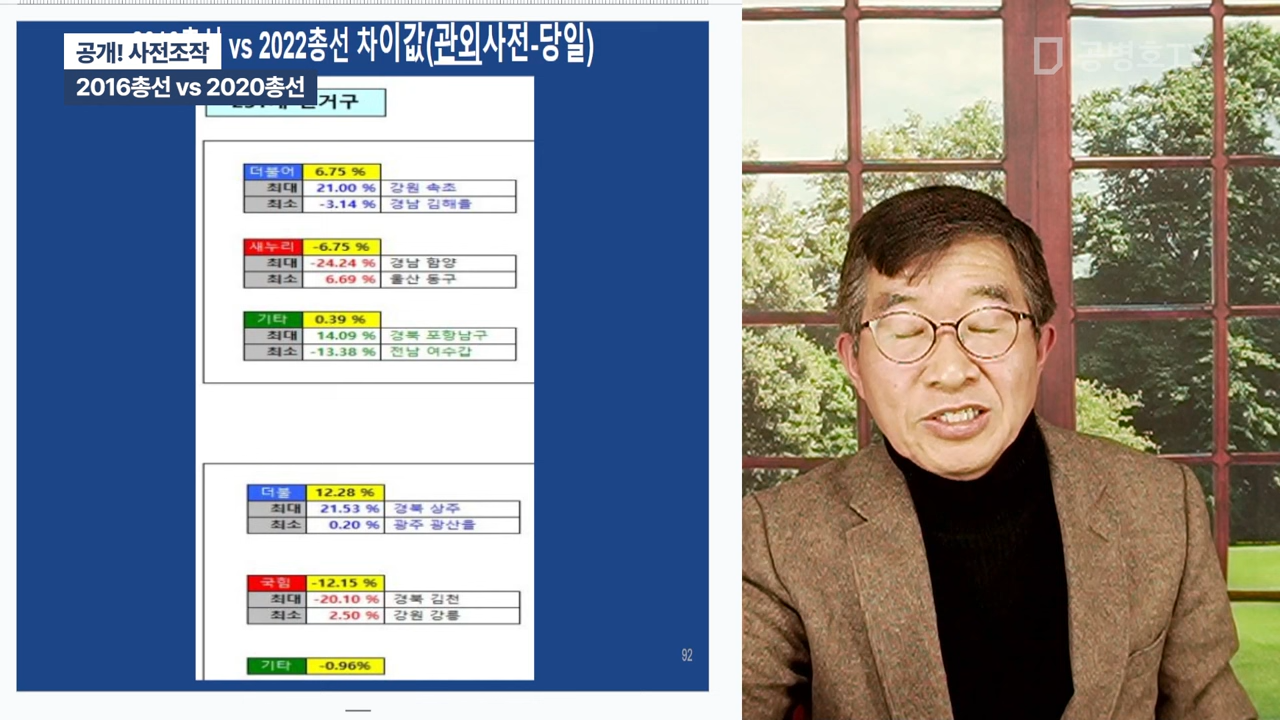 vs 2022총선 차이값(관외사전-당일)
공개! 사전조작
2016총선 vs 2020총선
공병호TV
더불어 6.75 %
최대 21.00 % 강원 속초
최소 -3.14 % 경남 김해을
새누리 -6.75 %
최대 -24.24 % 경남 함양
최소 6.69 % 울산 동구
기타 0.39 %
최대 14.09 % 경북 포항남구
최소 -13.38 % 전남 여수갑
더불 12.28 %
최대 21.53 % 경북 상주
최소 0.20 % 광주 광산을
국힘 -12.15 %
최대 -20.10 % 경북 김천
최소 2.50 % 강원 강릉
기타 -0.96%
92